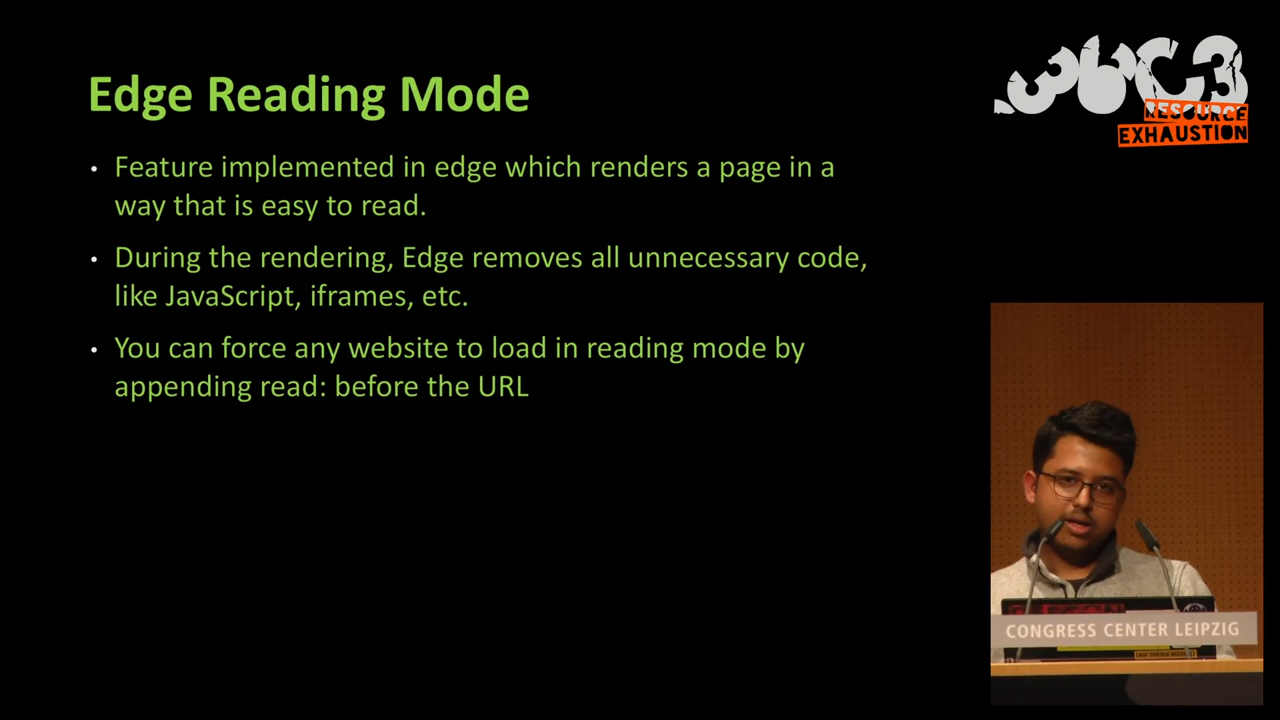 Edge Reading Mode
• Feature implemented in edge which renders a page in a
way that is easy to read.
• During the rendering, Edge removes all unnecessary code,
like JavaScript, iframes, etc.
• You can force any website to load in reading mode by
appending read: before the URL
36C3
RESOURCE
EXHAUSTION
CONGRESS CENTER LEIPZIG